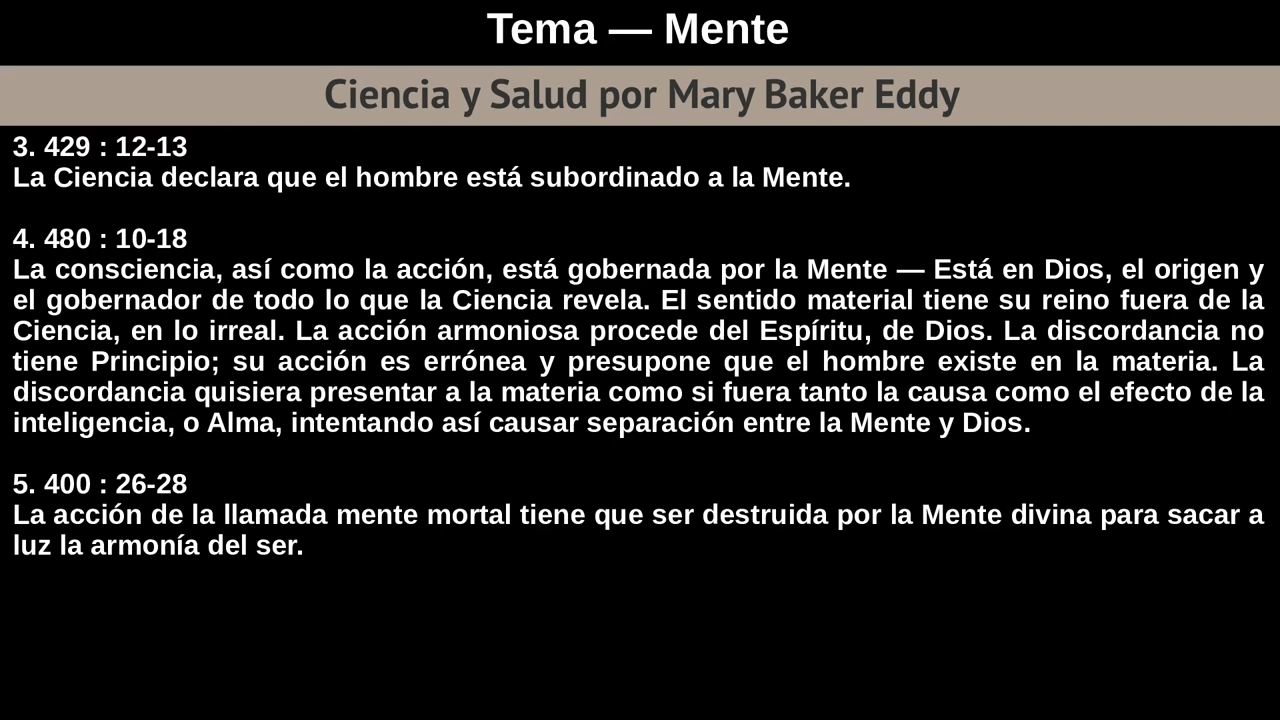 Tema — Mente
Ciencia y Salud por Mary Baker Eddy
3. 429 : 12-13
La Ciencia declara que el hombre está subordinado a la Mente.
4. 480 : 10-18
La consciencia, así como la acción, está gobernada por la Mente — Está en Dios, el origen y
el gobernador de todo lo que la Ciencia revela. El sentido material tiene su reino fuera de la
Ciencia, en lo irreal. La acción armoniosa procede del Espíritu, de Dios. La discordancia no
tiene Principio; su acción es errónea y presupone que el hombre existe en la materia. La
discordancia quisiera presentar a la materia como si fuera tanto la causa como el efecto de la
inteligencia, o Alma, intentando así causar separación entre la Mente y Dios.
5. 400 : 26-28
La acción de la llamada mente mortal tiene que ser destruida por la Mente divina para sacar a
luz la armonía del ser.